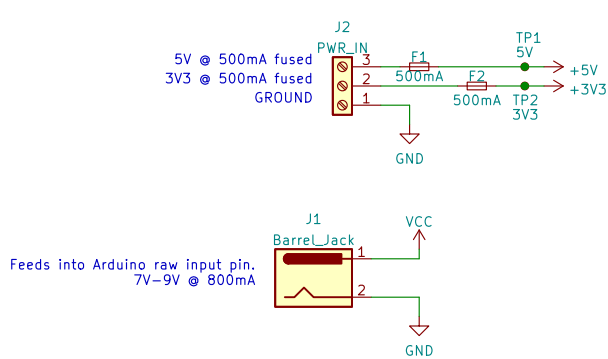 J2
PWR_IN
5V @ 500mA fused
3V3 @ 500mA fused
GROUND
3
2
1
F1
500mA
F2
500mA
TP1
5V
TP2
3V3
+5V
+3V3
GND
J1
Barrel_Jack
Feeds into Arduino raw input pin.
7V-9V @ 800mA
1
2
VCC
GND